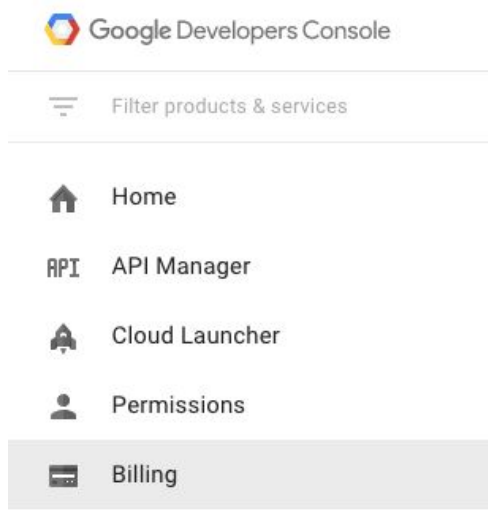 Google Developers Console
Filter products & services
Home
API API Manager
Cloud Launcher
Permissions
Billing